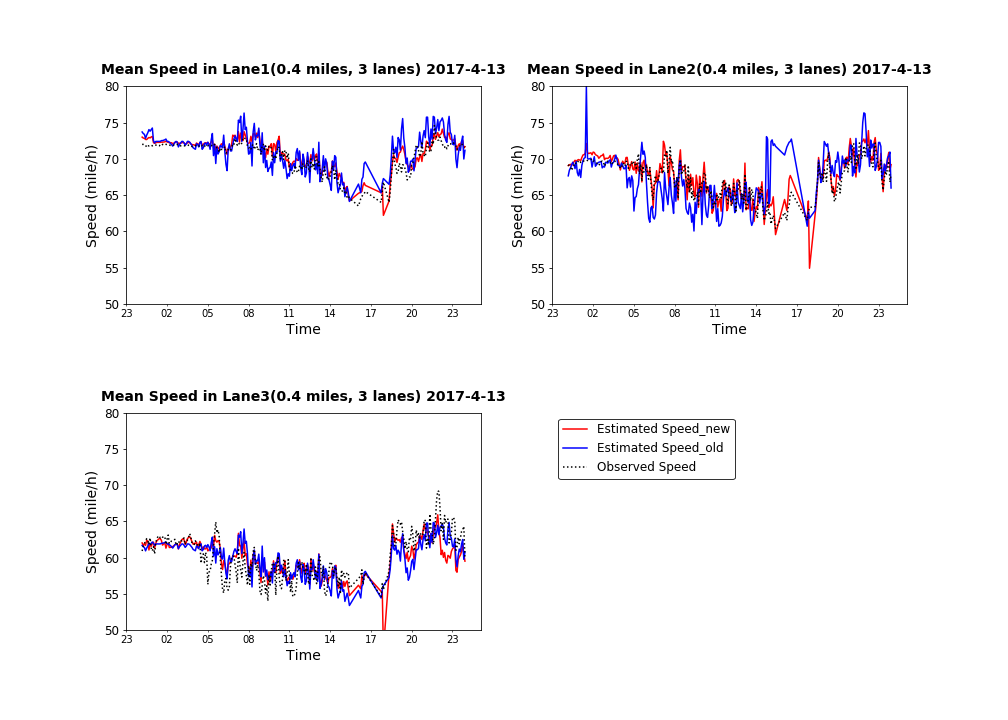 Mean Speed in Lane1(0.4 miles, 3 lanes) 2017-4-13
80
75
70
65
60
55
50
Speed (mile/h)
23 02 05 08 11 14 17 20 23
Time
Mean Speed in Lane2(0.4 miles, 3 lanes) 2017-4-13
80
75
70
65
60
55
50
Speed (mile/h)
23 02 05 08 11 14 17 20 23
Time
Mean Speed in Lane3(0.4 miles, 3 lanes) 2017-4-13
80
75
70
65
60
55
50
Speed (mile/h)
23 02 05 08 11 14 17 20 23
Time
Estimated Speed_new
Estimated Speed_old
Observed Speed